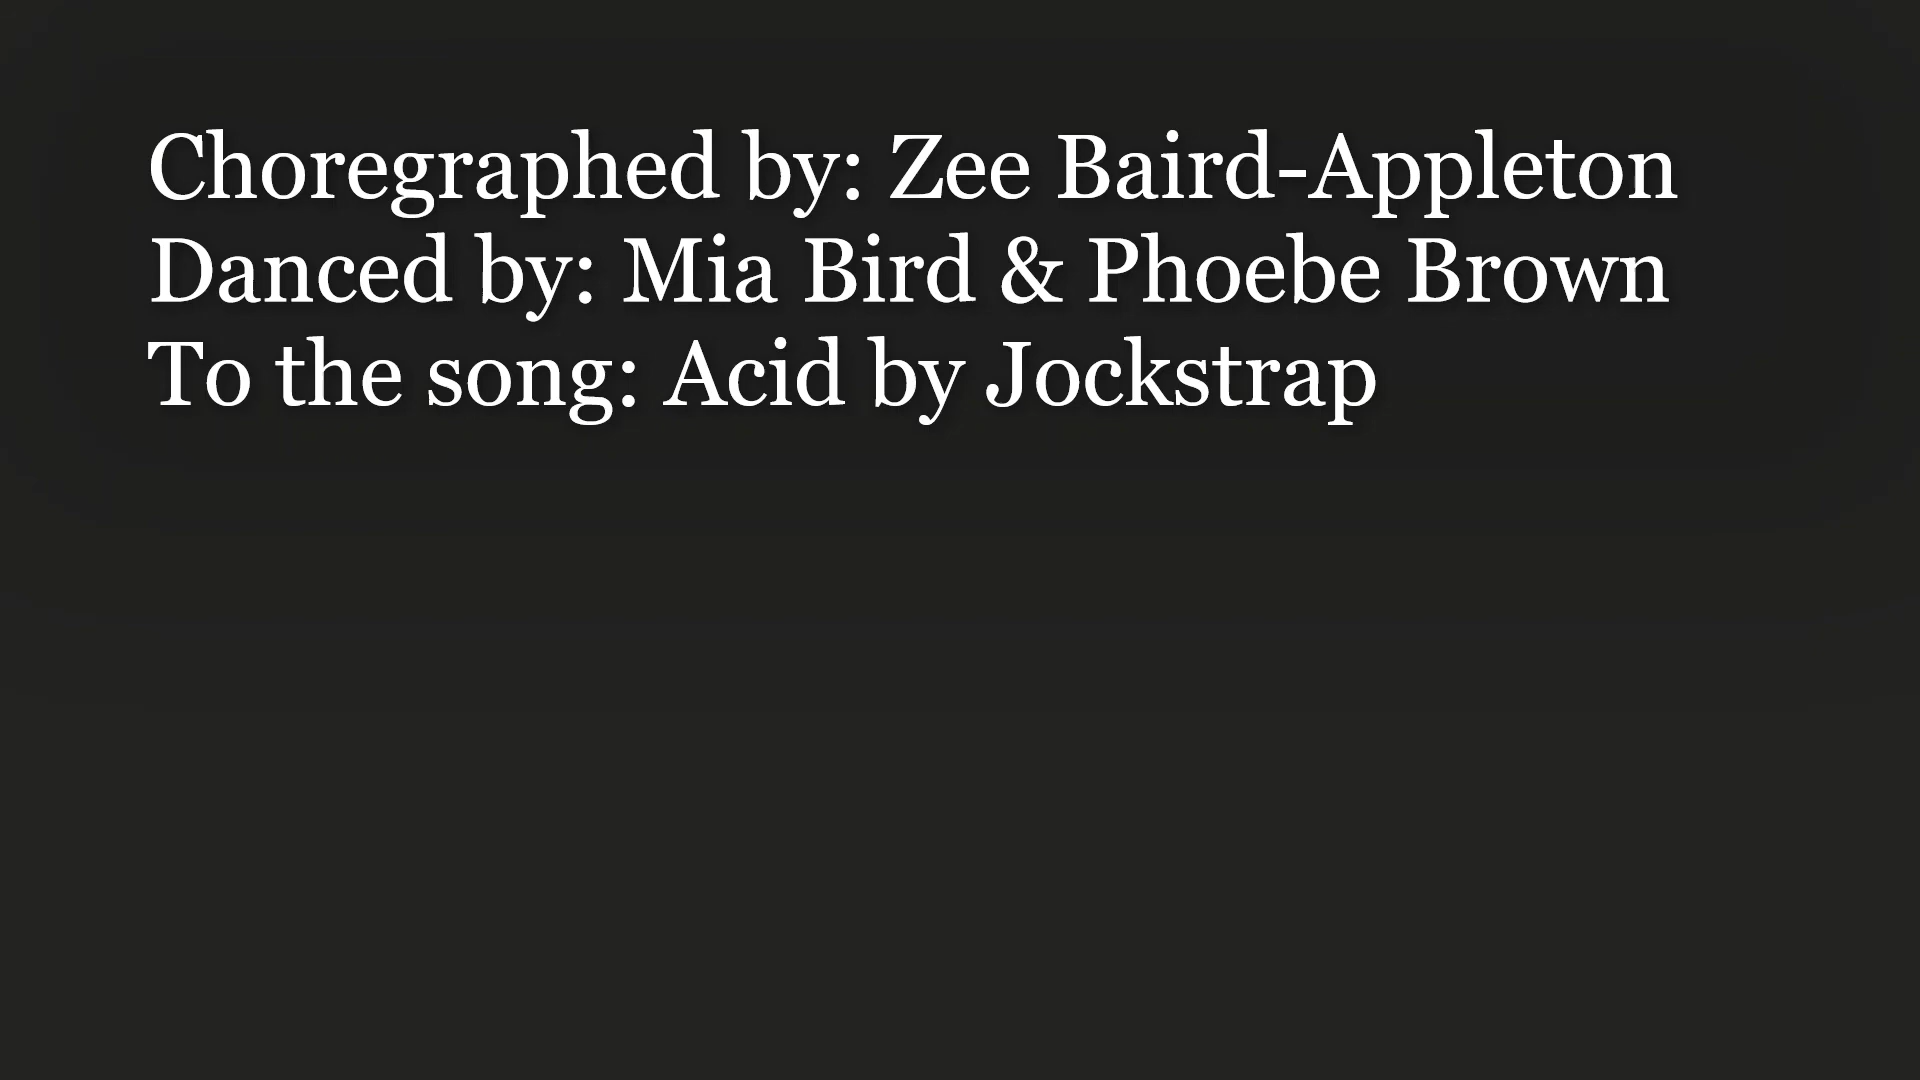 Choregraphed by: Zee Baird-Appleton
Danced by: Mia Bird & Phoebe Brown
To the song: Acid by Jockstrap